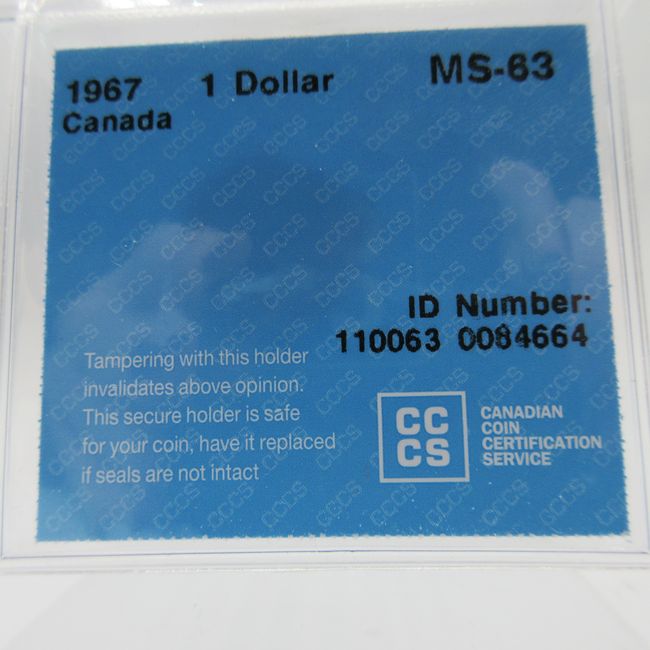 1967 1 Dollar MS-63
Canada
ID Number:
110063 0084664
Tampering with this holder
invalidates above opinion.
This secure holder is safe
for your coin, have it replaced
if seals are not intact
CC
CS
CANADIAN
COIN
CERTIFICATION
SERVICE